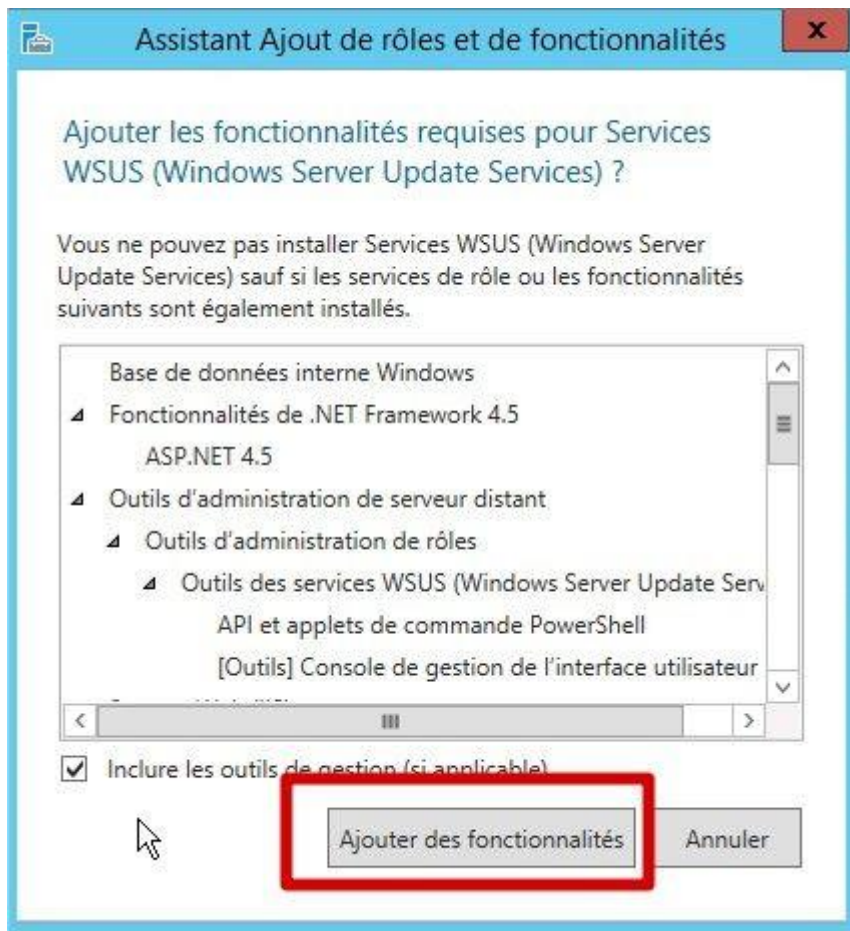 Assistant Ajout de rôles et de fonctionnalités
Ajouter les fonctionnalités requises pour Services
WSUS (Windows Server Update Services) ?
Vous ne pouvez pas installer Services WSUS (Windows Server
Update Services) sauf si les services de rôle ou les fonctionnalités
suivants sont également installés.
Base de données interne Windows
Fonctionnalités de .NET Framework 4.5
ASP.NET 4.5
Outils d'administration de serveur distant
Outils d'administration de rôles
Outils des services WSUS (Windows Server Update Serv
API et applets de commande PowerShell
[Outils] Console de gestion de l'interface utilisateur
Inclure les outils de gestion (si applicable)
Ajouter des fonctionnalités
Annuler